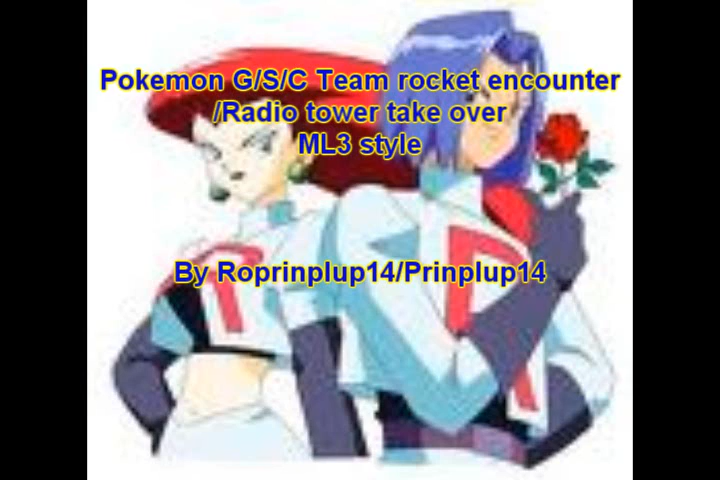 Pokemon G/S/C Team rocket encounter
/Radio tower take over
ML3 style
By Roprinplup14/Prinplup14
R
R